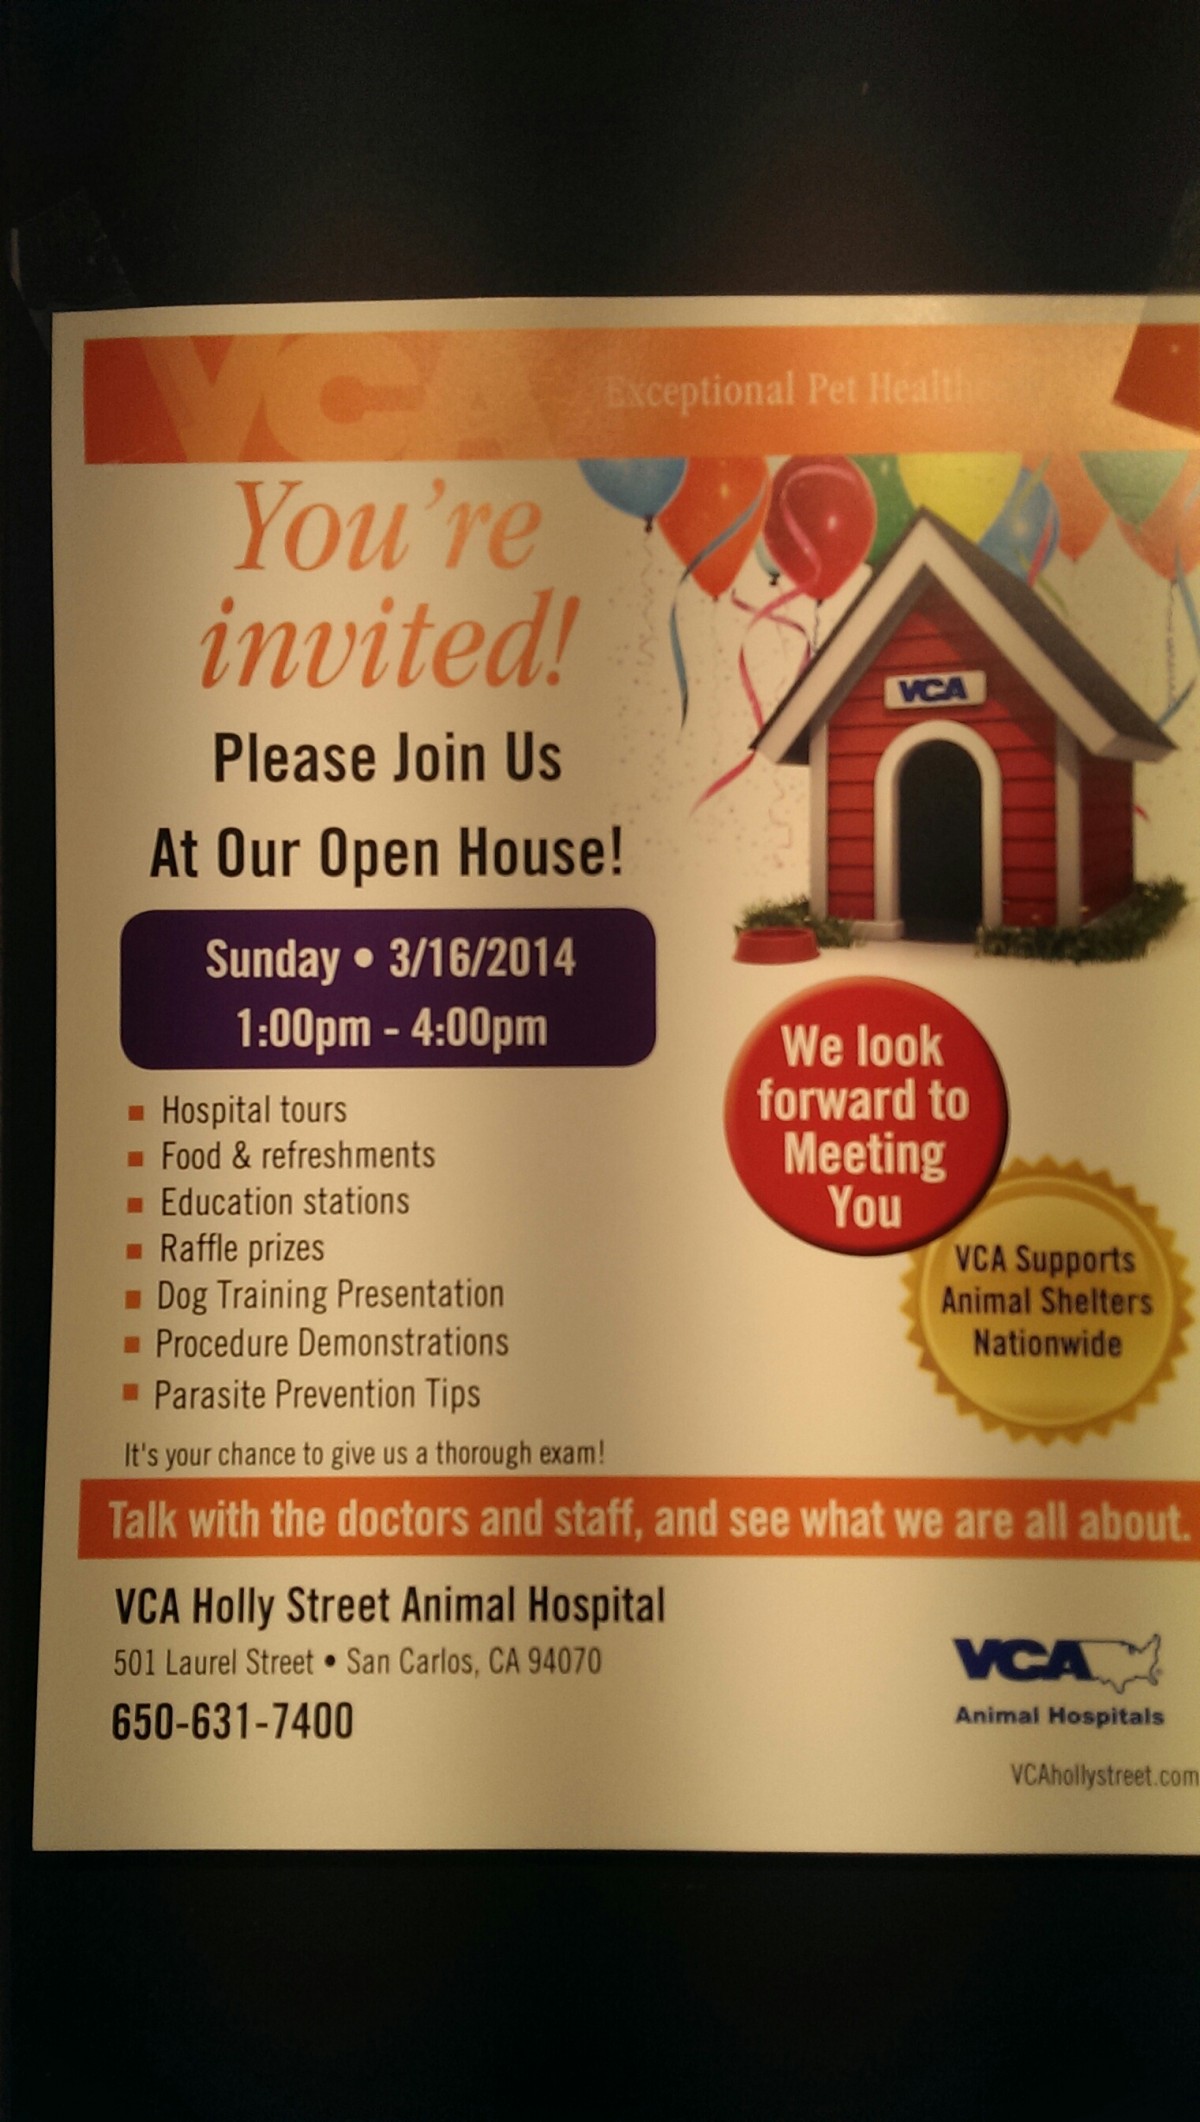 VCA
Exceptional Pet Health
You're
invited!
Please Join Us
At Our Open House!
VCA
Sunday • 3/16/2014
1:00pm - 4:00pm
Hospital tours
Food & refreshments
Education stations
Raffle prizes
Dog Training Presentation
Procedure Demonstrations
Parasite Prevention Tips
It's your chance to give us a thorough exam!
We look
forward to
Meeting
You
VCA Supports
Animal Shelters
Nationwide
Talk with the doctors and staff, and see what we are all about.
VCA Holly Street Animal Hospital
501 Laurel Street • San Carlos, CA 94070
650-631-7400
VCA
Animal Hospitals
VCAhollystreet.com